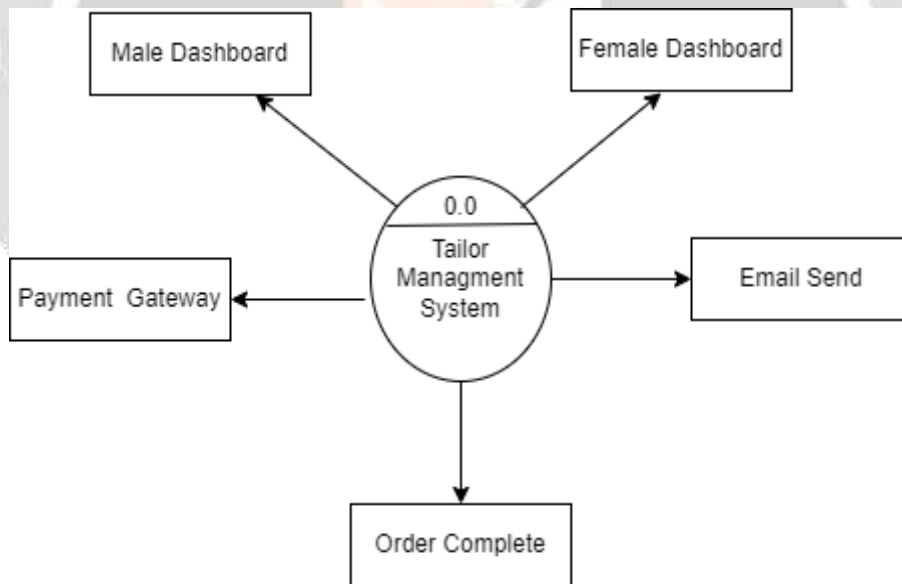 Male Dashboard
Female Dashboard
0.0
Tailor
Managment
System
Payment Gateway
Email Send
Order Complete